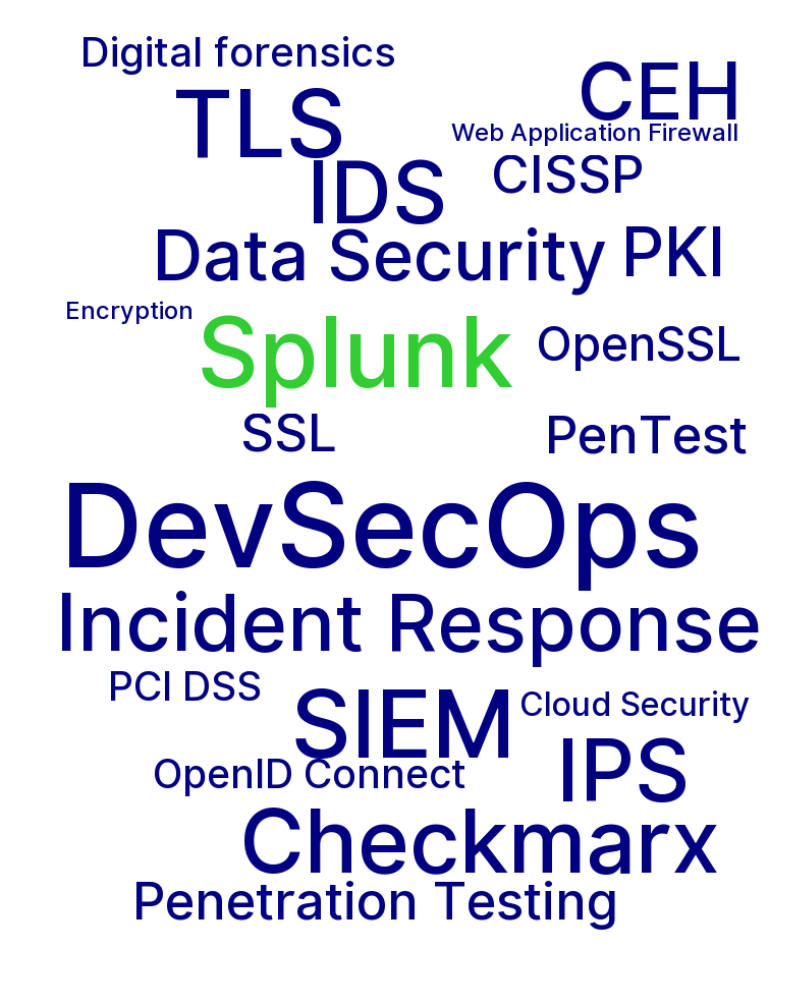 Digital forensics
CEH
TLS
Web Application Firewall
CISSP
IDS
Data Security
PKI
Encryption
Splunk
OpenSSL
SSL
PenTest
DevSecOps
Incident Response
PCI DSS
SIEM
Cloud Security
OpenID Connect
IPS
Checkmarx
Penetration Testing